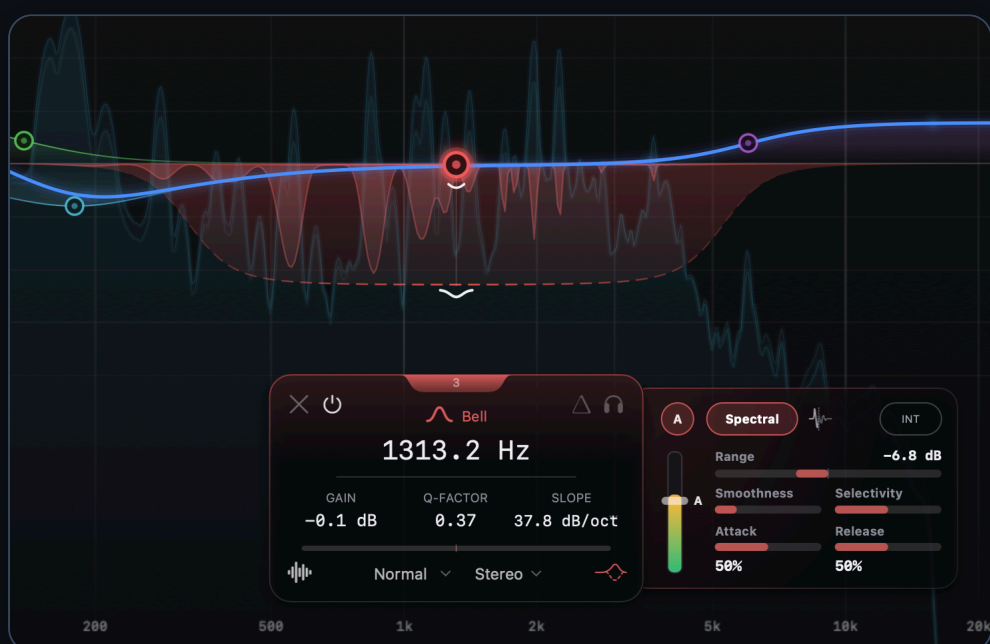 3
Bell
1313.2 Hz
GAIN Q-FACTOR SLOPE
-0.1 dB 0.37 37.8 dB/oct
Normal Stereo
A Spectral INT
Range -6.8 dB
A
Smoothness Selectivity
Attack Release
50% 50%
200 500 1k 2k 5k 10k 20k